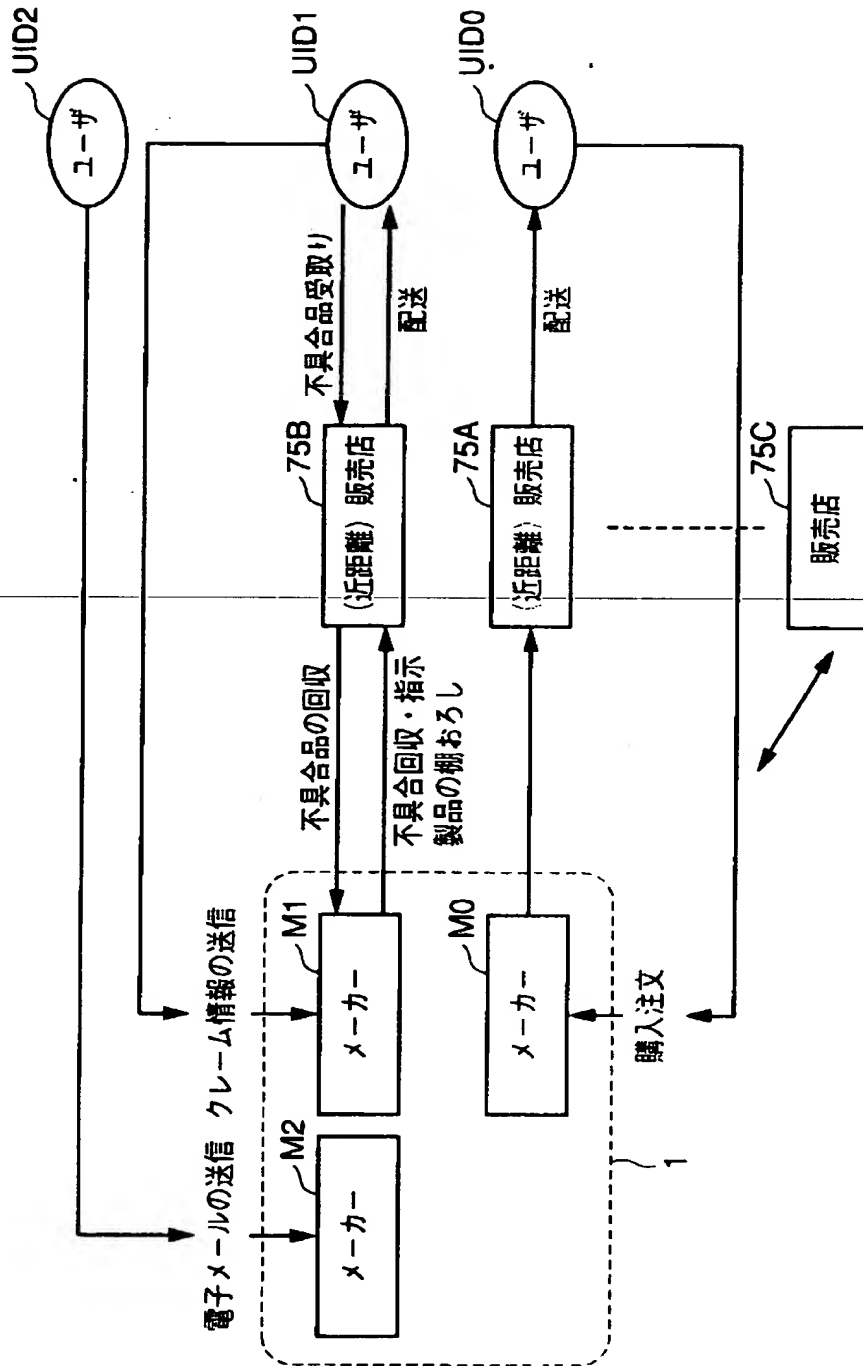 UID2
ユーザ
UID1
ユーザ
UID0
ユーザ
不具合品受取り
配送
配送
75B
(近距離) 販売店
75A
(近距離) 販売店
75C
販売店
不具合品の回収
不具合回収・指示
製品の棚おろし
電子メールの送信
クレーム情報の送信
M2
メーカー
M1
メーカー
M0
メーカー
購入注文
1